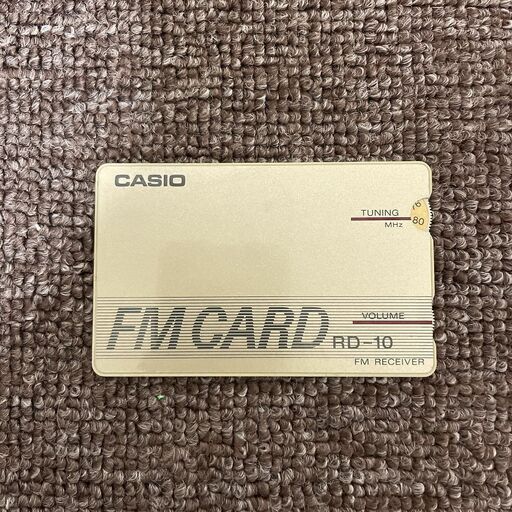 CASIO
TUNING
MHz
76
80
VOLUME
FM CARD RD-10
FM RECEIVER